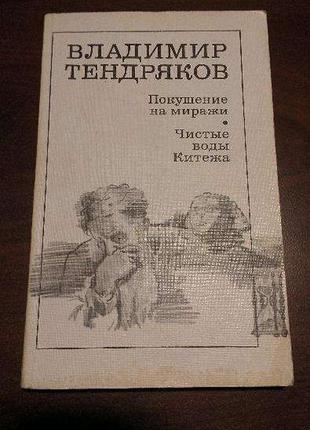 ВЛАДИМИР
ТЕНДРЯКОВ
Покушение
на миражи
•
Чистые
воды
Китежа